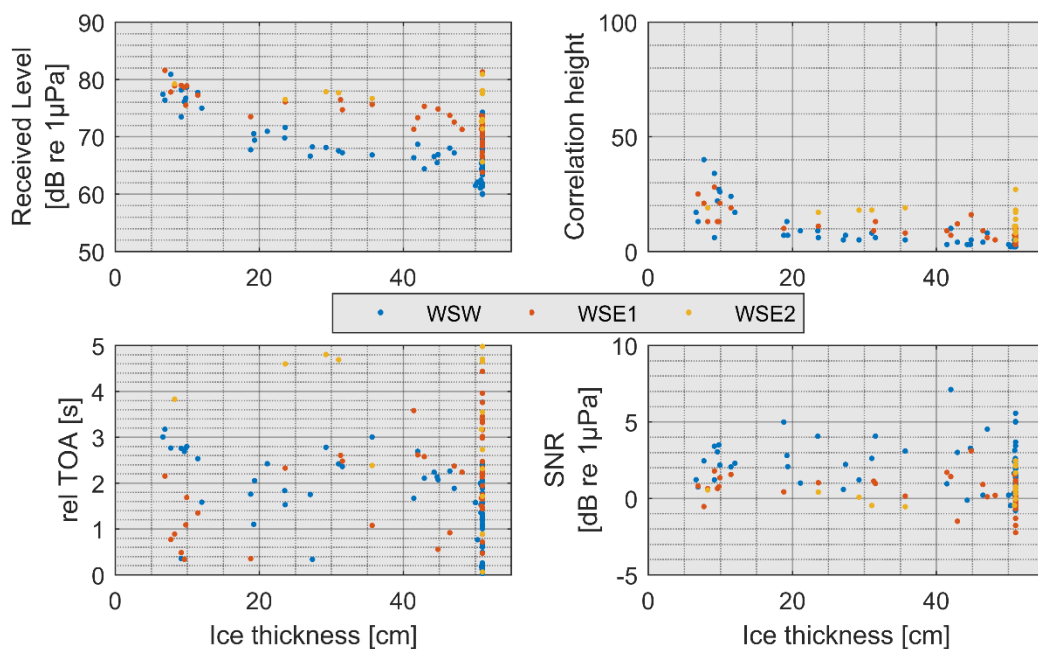 90
80
70
60
50
Received Level
[dB re 1µPa]
0
20
40
100
50
0
Correlation height
0
20
40
WSW
WSE1
WSE2
5
4
3
2
1
0
rel TOA [s]
0
20
40
Ice thickness [cm]
10
5
0
-5
SNR
[dB re 1µPa]
0
20
40
Ice thickness [cm]